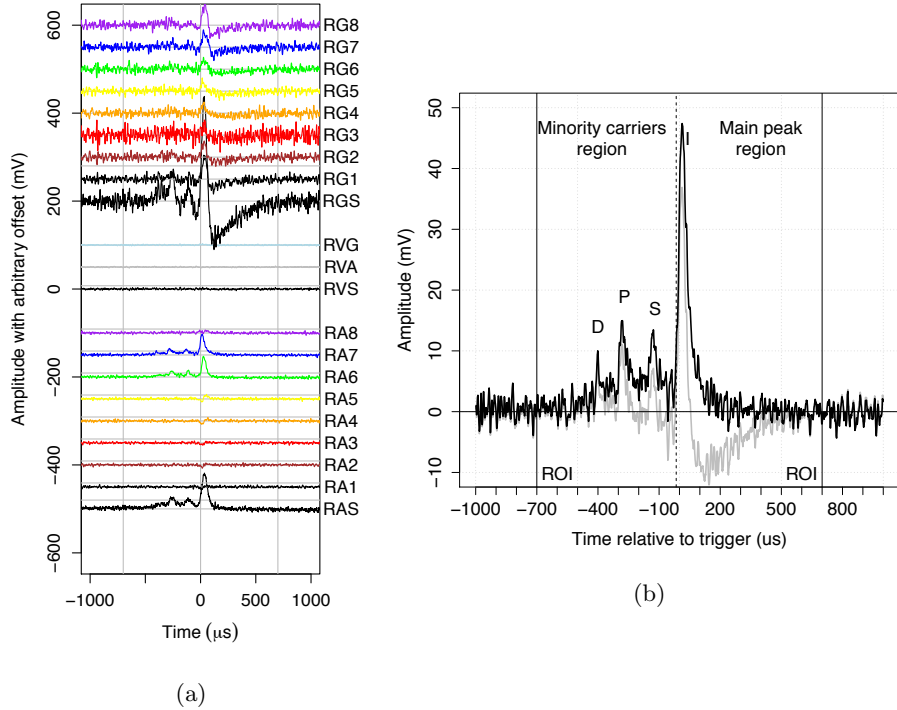 600
400
200
0
−200
−400
−600
Amplitude with arbitrary offset (mV)
RG8
RG7
RG6
RG5
RG4
RG3
RG2
RG1
RGS
RVG
RVA
RVS
RA8
RA7
RA6
RA5
RA4
RA3
RA2
RA1
RAS
−1000 0 500 1000
Time (µs)
(a)
50
40
30
20
10
0
−10
Amplitude (mV)
Minority carriers region
Main peak region
D
P
S
I
ROI
ROI
−1000 −700 −400 −100 200 500 800
Time relative to trigger (us)
(b)